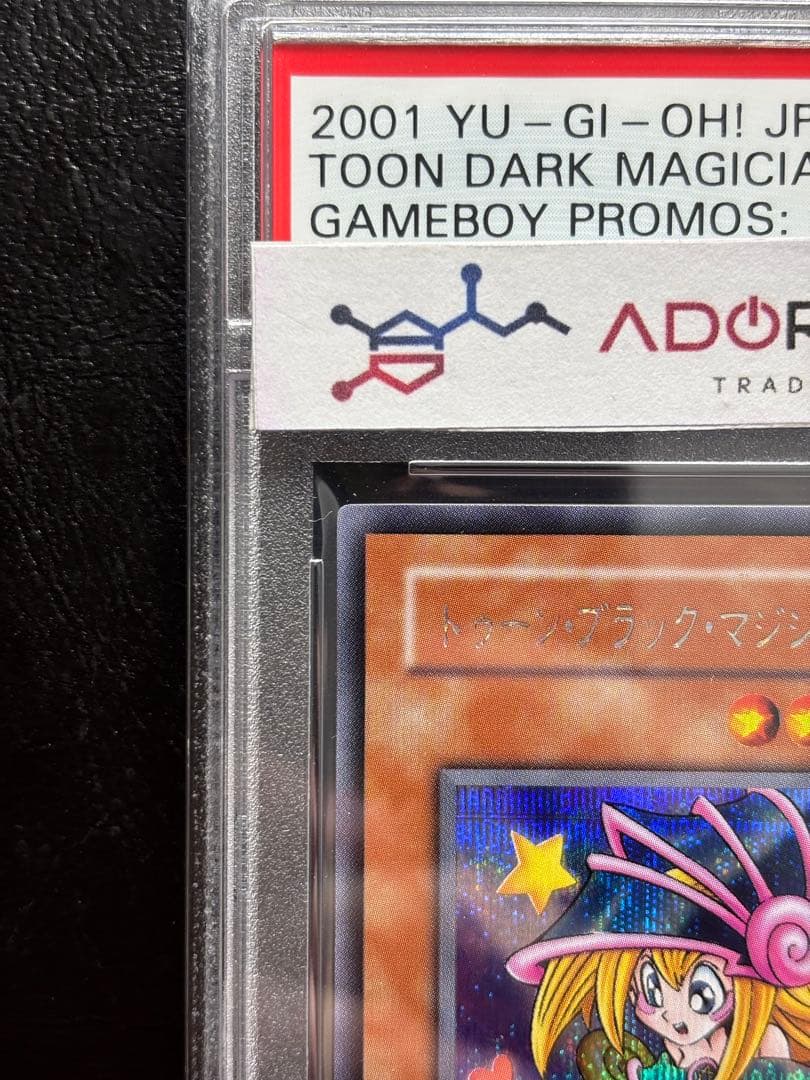 2001 YU-GI-OH! JP
TOON DARK MAGICIA
GAMEBOY PROMOS:
ADOR
TRAD
トゥーン・ブラック・マジシ